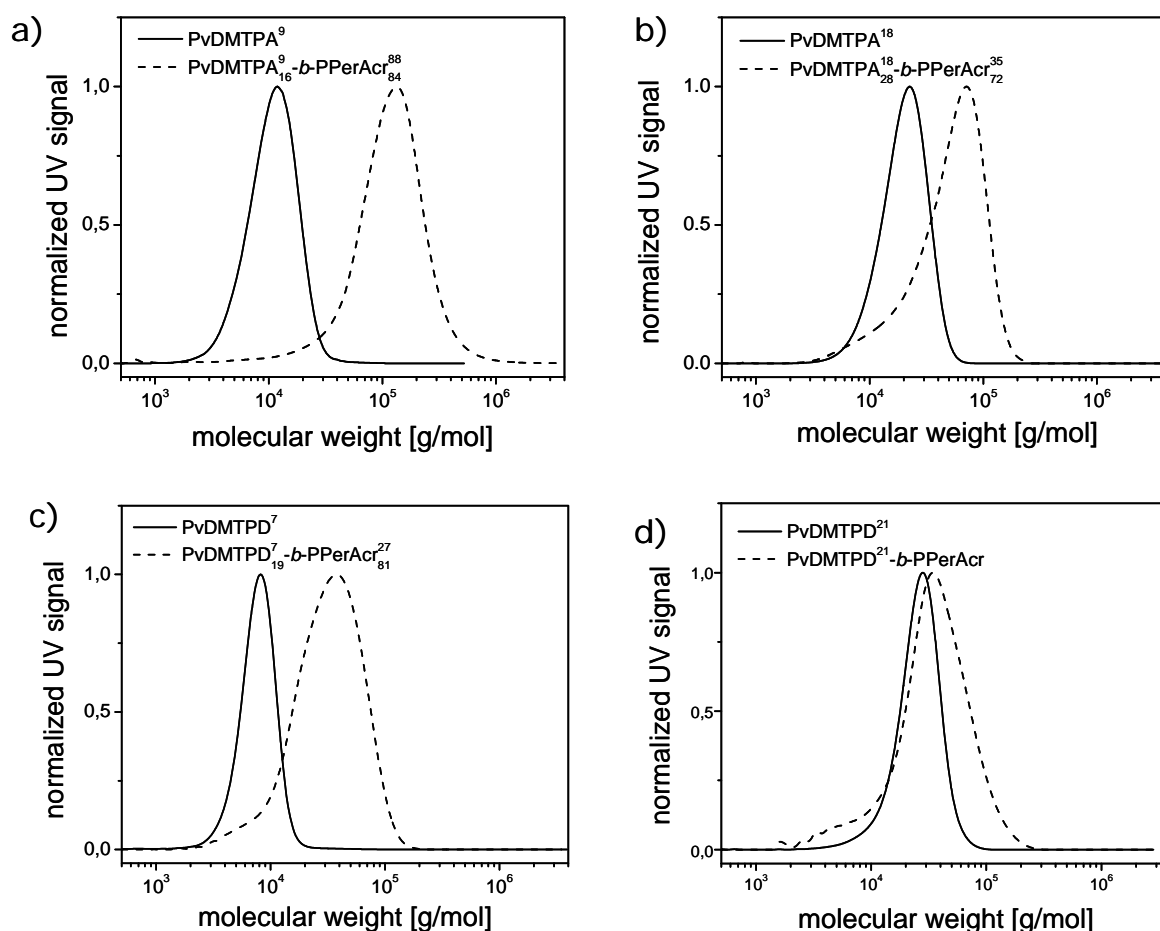 a)
PvDMTPA⁹
PvDMTPA⁹₁₆-b-PPerAcr⁸⁸₈₄
1,0
0,5
0,0
normalized UV signal
10³ 10⁴ 10⁵ 10⁶
molecular weight [g/mol]
b)
PvDMTPA¹⁸
PvDMTPA¹⁸₂₈-b-PPerAcr³⁵₇₂
1.0
0.5
0.0
normalized UV signal
10³ 10⁴ 10⁵ 10⁶
molecular weight [g/mol]
c)
PvDMTPD⁷
PvDMTPD⁷₁₉-b-PPerAcr²⁷₈₁
1,0
0,5
0,0
normalized UV signal
10³ 10⁴ 10⁵ 10⁶
molecular weight [g/mol]
d)
PvDMTPD²¹
PvDMTPD²¹-b-PPerAcr
1,0
0,5
0,0
normalized UV signal
10³ 10⁴ 10⁵ 10⁶
molecular weight [g/mol]